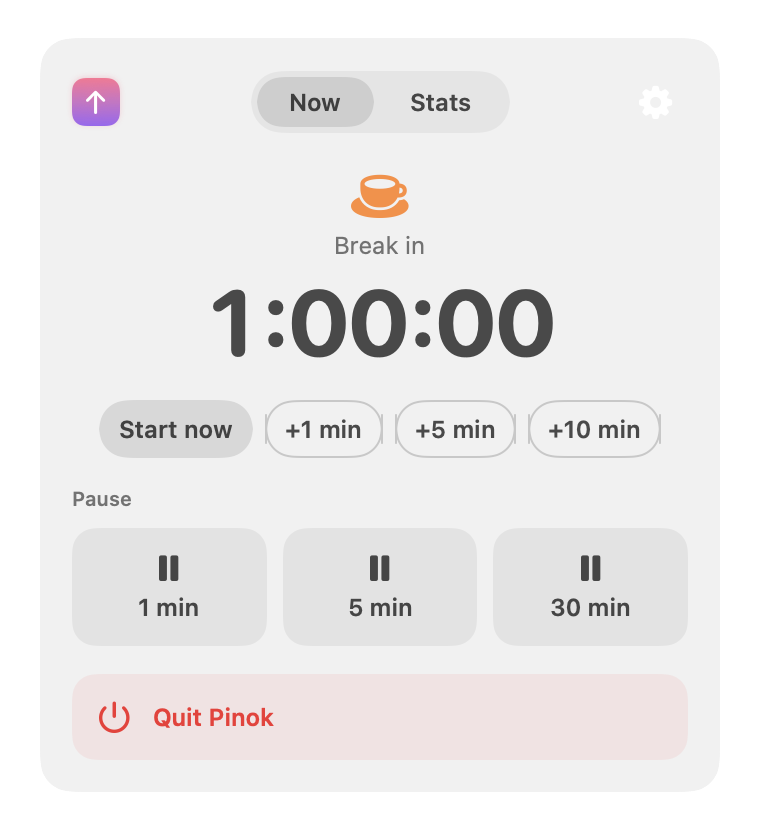 Now Stats
Break in
1:00:00
Start now +1 min +5 min +10 min
Pause
1 min 5 min 30 min
Quit Pinok